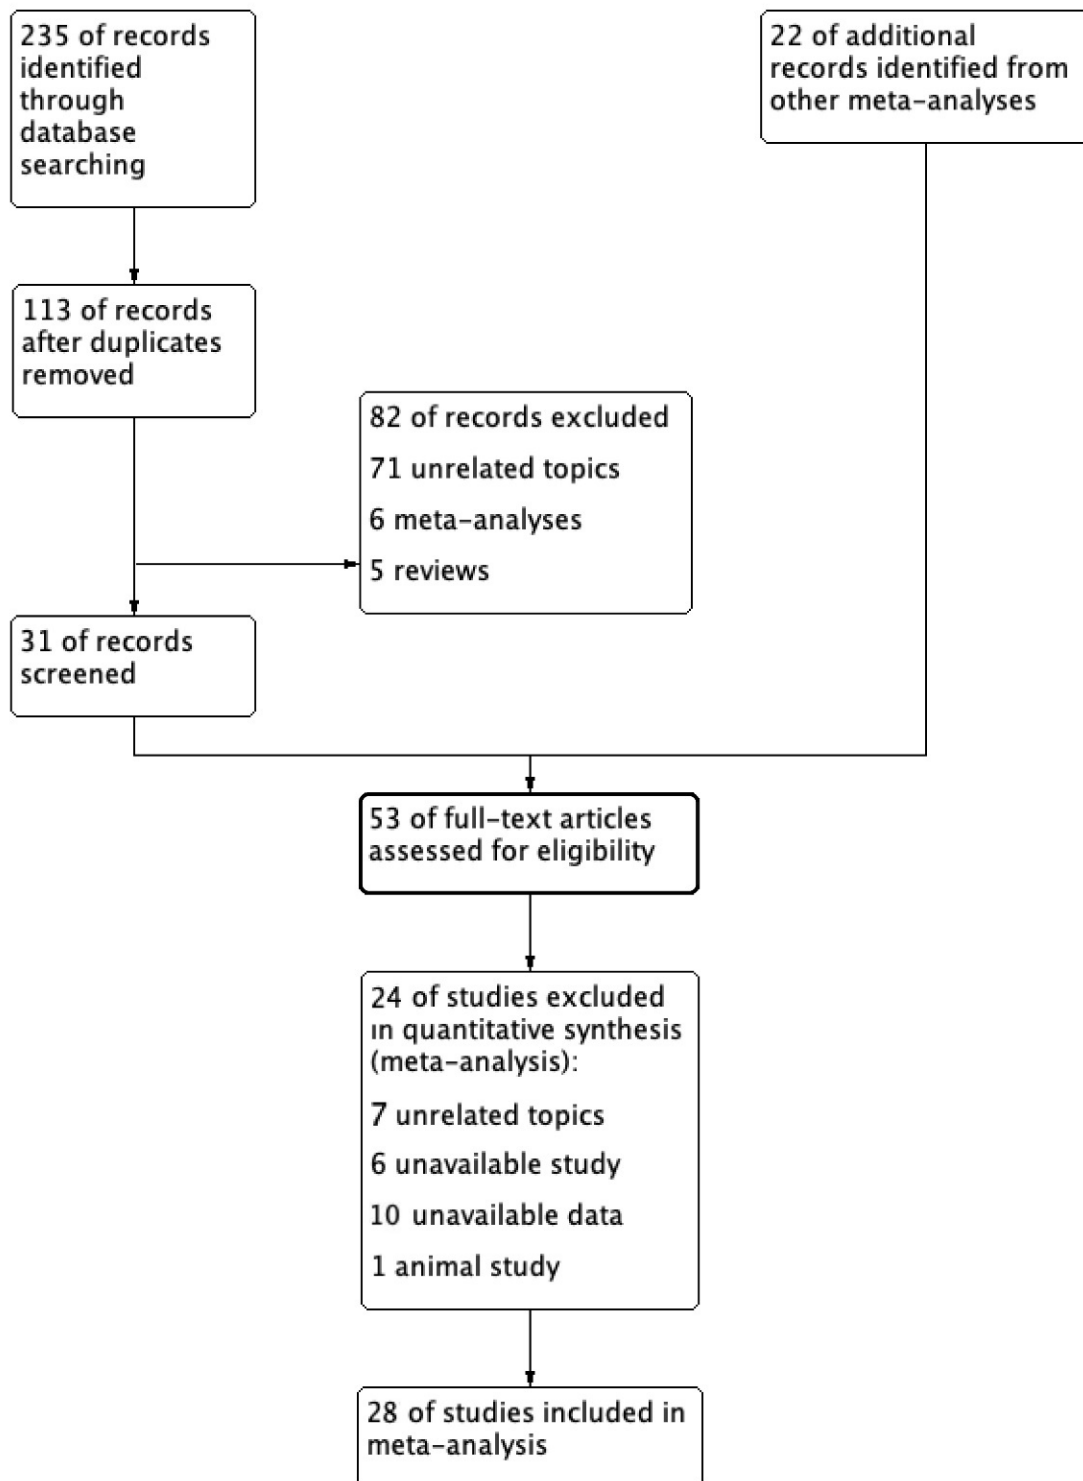 235 of records
identified
through
database
searching
22 of additional
records identified from
other meta-analyses
113 of records
after duplicates
removed
82 of records excluded
71 unrelated topics
6 meta-analyses
5 reviews
31 of records
screened
53 of full-text articles
assessed for eligibility
24 of studies excluded
in quantitative synthesis
(meta-analysis):
7 unrelated topics
6 unavailable study
10 unavailable data
1 animal study
28 of studies included in
meta-analysis